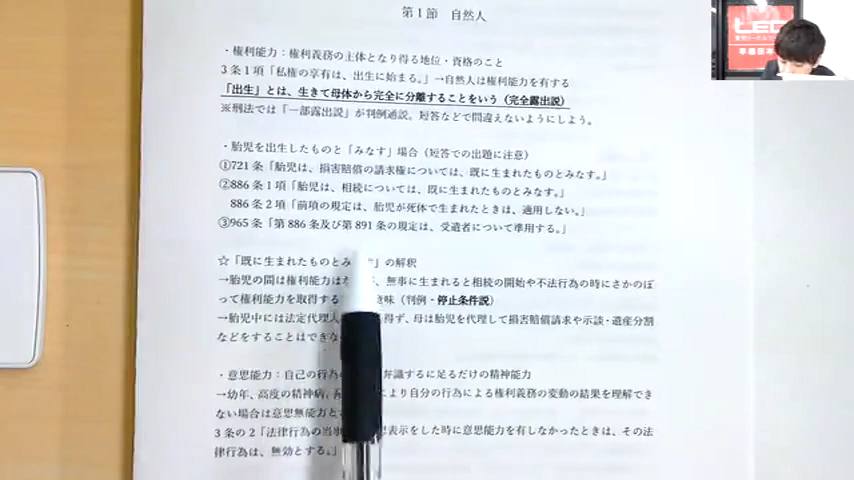 第1節 自然人
・権利能力：権利義務の主体となり得る地位・資格のこと
3条1項「私権の享有は、出生に始まる。」→自然人は権利能力を有する
「出生」とは、生きて母体から完全に分離することをいう（完全露出説）
※刑法では「一部露出説」が判例通説。短答などで間違えないようにしよう。
・胎児を出生したものと「みなす」場合（短答での出題に注意）
①721条「胎児は、損害賠償の請求権については、既に生まれたものとみなす。」
②886条1項「胎児は、相続については、既に生まれたものとみなす。」
886条2項「前項の規定は、胎児が死体で生まれたときは、適用しない。」
③965条「第886条及び第891条の規定は、受遺者について準用する。」
☆「既に生まれたものとみ 」の解釈
→胎児の間は権利能力は 、無事に生まれると相続の開始や不法行為の時にさかのぼ
って権利能力を取得する 意味（判例・停止条件説）
→胎児中には法定代理人 得ず、母は胎児を代理して損害賠償請求や示談・遺産分割
などをすることはでき
・意思能力：自己の行為 弁識するに足るだけの精神能力
→幼年、高度の精神病、 により自分の行為による権利義務の変動の結果を理解でき
ない場合は意思無能力と
3条の2「法律行為の当事 表示をした時に意思能力を有しなかったときは、その法
律行為は、無効とする。」
LEC